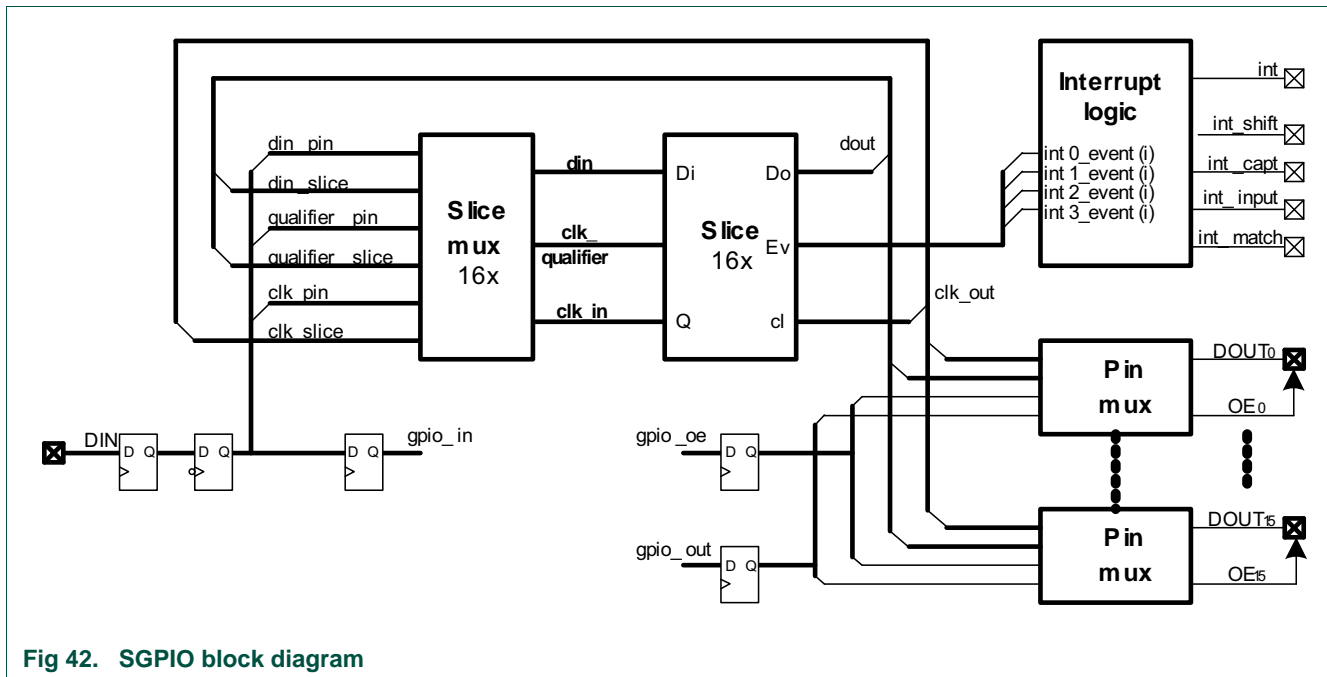 Interrupt
logic
int
int_shift
int_capt
int_input
int_match
int 0_event (i)
int 1_event (i)
int 2_event (i)
int 3_event (i)
din_pin
din_slice
qualifier_pin
qualifier_slice
clk_pin
clk_slice
Slice
mux
16x
din
clk_
qualifier
clk_in
Di
Q
Slice
16x
Do
Ev
cl
dout
clk_out
DIN
D Q
D Q
D Q
gpio_in
gpio_oe
D Q
gpio_out
D Q
Pin
mux
DOUT0
OE0
Pin
mux
DOUT15
OE15
Fig 42. SGPIO block diagram